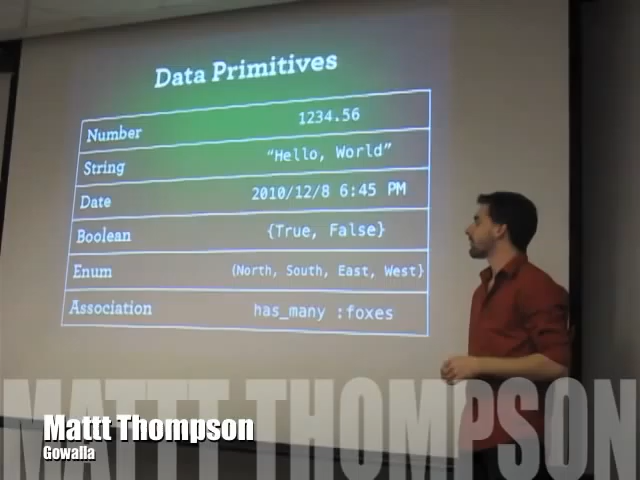 Data Primitives
Number 1234.56
String “Hello, World”
Date 2010/12/8 6:45 PM
Boolean {True, False}
Enum {North, South, East, West}
Association has_many :foxes
MATTT THOMPSON
Mattt Thompson
Gowalla